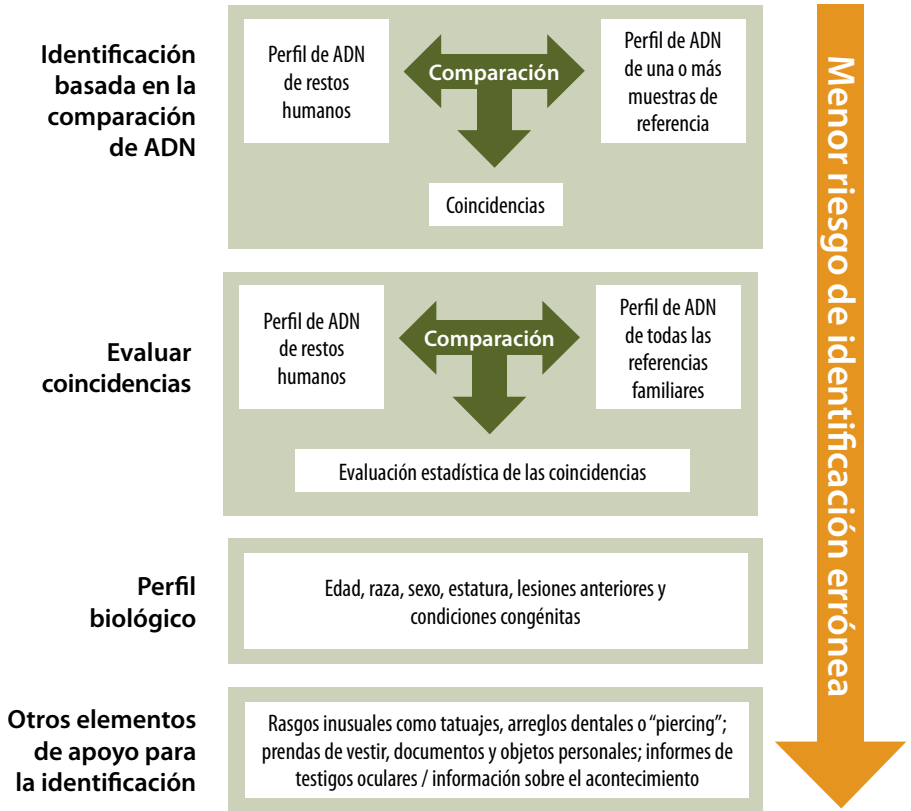 Identificación
basada en la
comparación
de ADN
Perfil de ADN
de restos
humanos
Comparación
Perfil de ADN
de una o más
muestras de
referencia
Coincidencias
Evaluar
coincidencias
Perfil de ADN
de restos
humanos
Comparación
Perfil de ADN
de todas las
referencias
familiares
Evaluación estadística de las coincidencias
Perfil
biológico
Edad, raza, sexo, estatura, lesiones anteriores y
condiciones congénitas
Otros elementos
de apoyo para
la identificación
Rasgos inusuales como tatuajes, arreglos dentales o “piercing”;
prendas de vestir, documentos y objetos personales; informes de
testigos oculares / información sobre el acontecimiento
Menor riesgo de identificación errónea